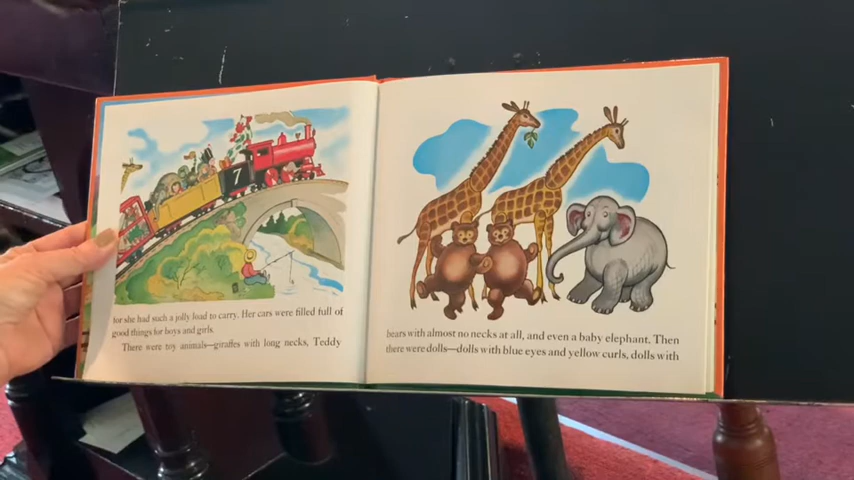 7
for she had such a jolly load to carry. Her cars were filled full of
good things for boys and girls.
There were toy animals—giraffes with long necks, Teddy
bears with almost no necks at all, and even a baby elephant. Then
there were dolls—dolls with blue eyes and yellow curls, dolls with